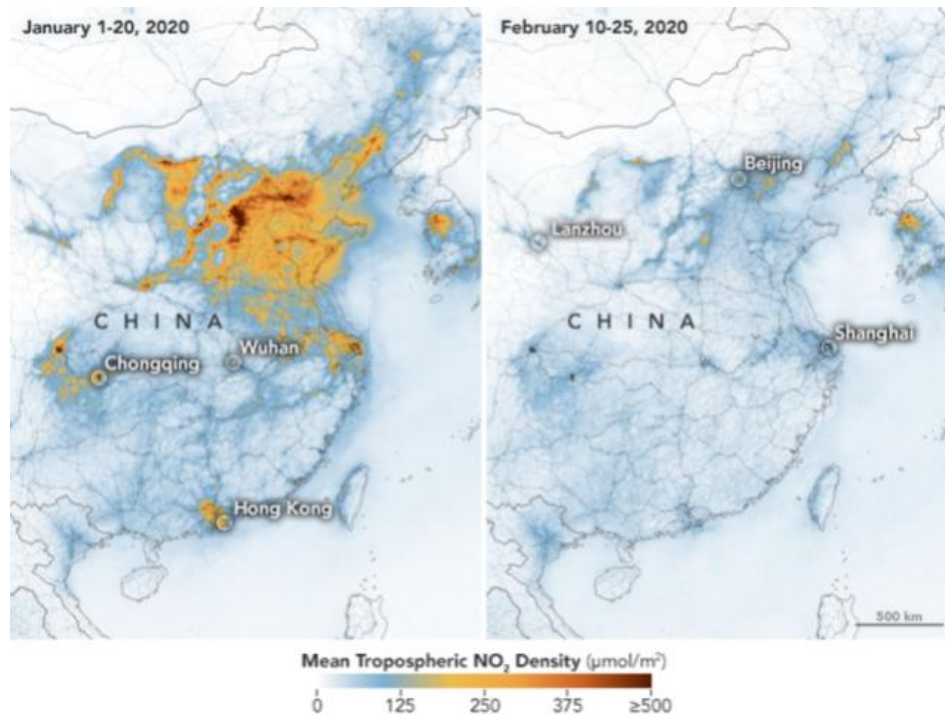 January 1-20, 2020
CHINA
Wuhan
Chongqing
Hong Kong
February 10-25, 2020
Beijing
Lanzhou
CHINA
Shanghai
500 km
Mean Tropospheric NO₂ Density (µmol/m²)
0 125 250 375 ≥500